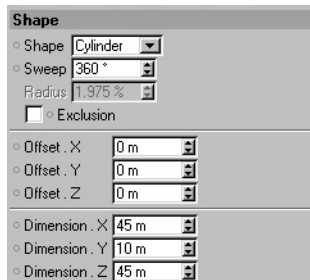 Shape
Shape Cylinder
Sweep 360 °
Radius 1.975 %
Exclusion
Offset . X 0 m
Offset . Y 0 m
Offset . Z 0 m
Dimension . X 45 m
Dimension . Y 10 m
Dimension . Z 45 m